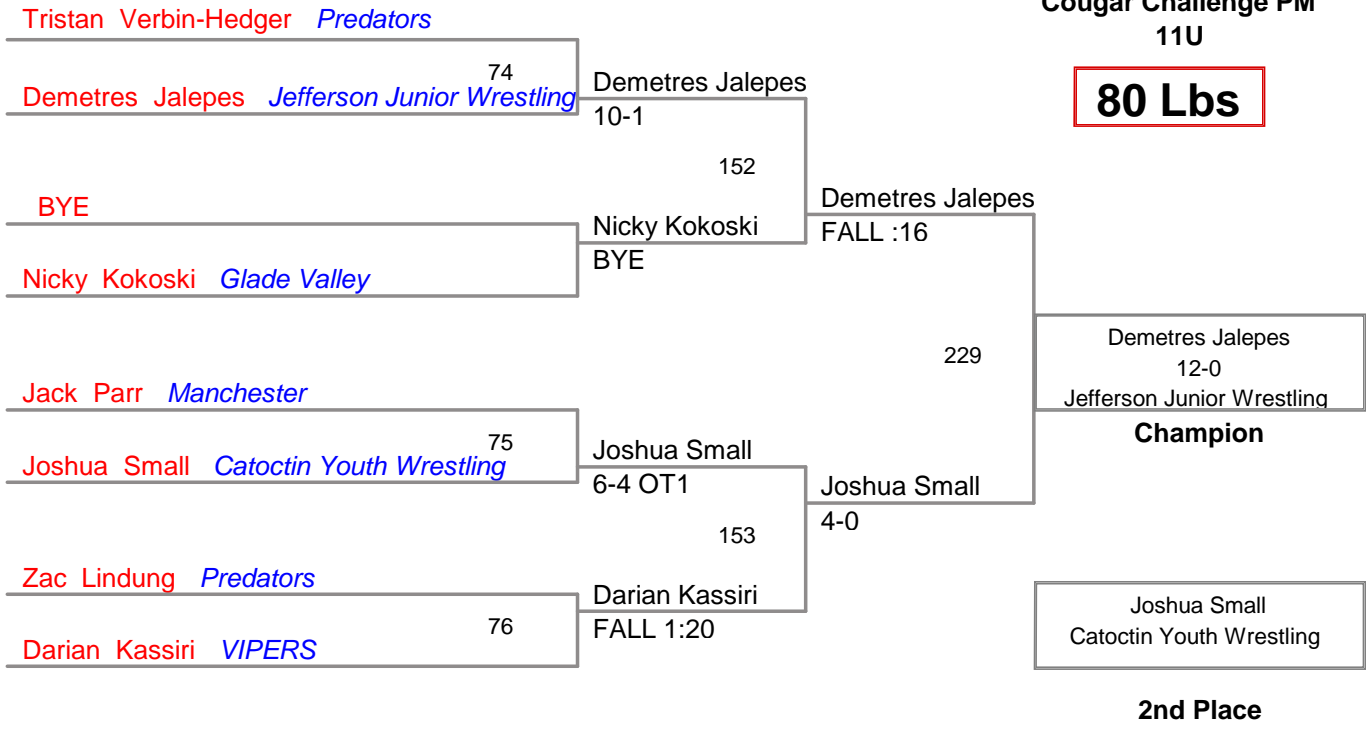 Cougar Challenge PM
11U
80 Lbs
Tristan Verbin-Hedger Predators
74
Demetres Jalepes Jefferson Junior Wrestling
Demetres Jalepes
10-1
152
BYE
Nicky Kokoski
BYE
Nicky Kokoski Glade Valley
Demetres Jalepes
FALL :16
229
Jack Parr Manchester
75
Joshua Small Catoctin Youth Wrestling
Joshua Small
6-4 OT1
153
Joshua Small
4-0
Zac Lindung Predators
76
Darian Kassiri VIPERS
Darian Kassiri
FALL 1:20
Demetres Jalepes
12-0
Jefferson Junior Wrestling
Champion
Joshua Small
Catoctin Youth Wrestling
2nd Place